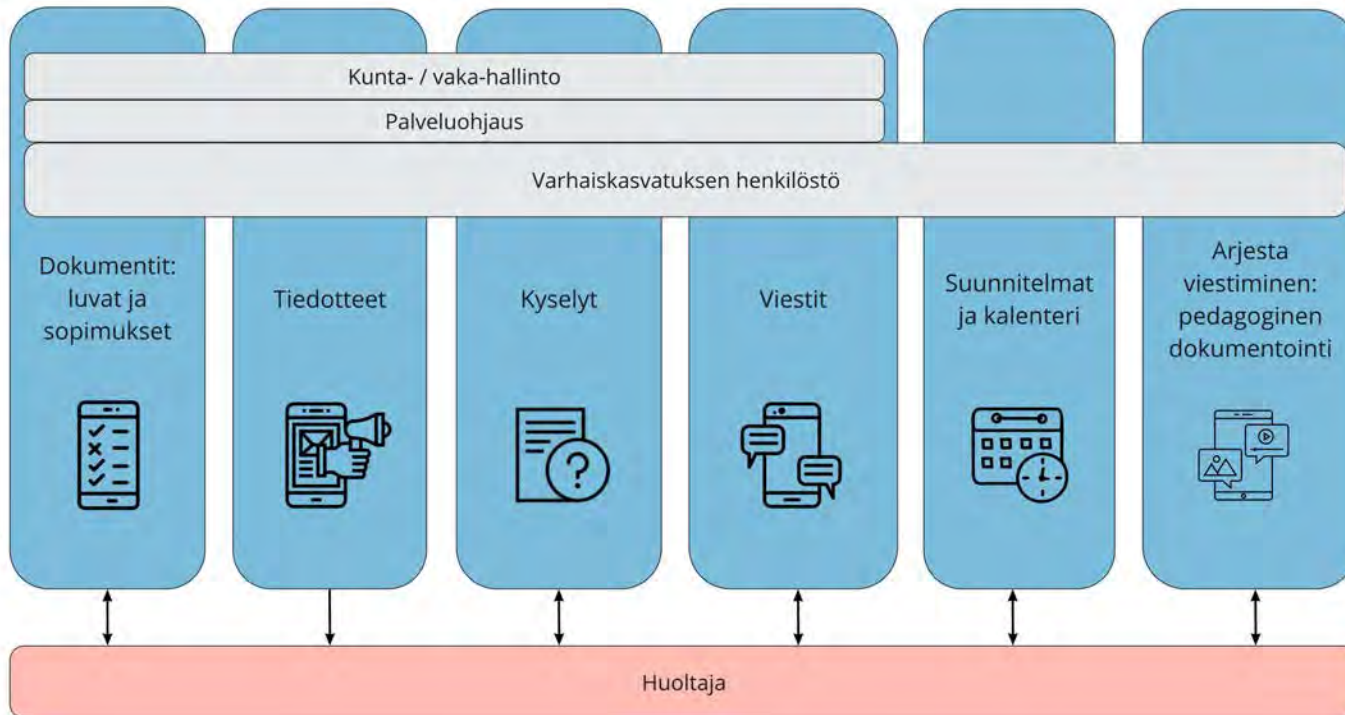 Kunta- / vaka-hallinto
Palveluohjaus
Varhaiskasvatuksen henkilöstö
Dokumentit:
luvat ja
sopimukset
Tiedotteet
Kyselyt
Viestit
Suunnitelmat
ja kalenteri
Arjesta
viestiminen:
pedagoginen
dokumentointi
?
Huoltaja